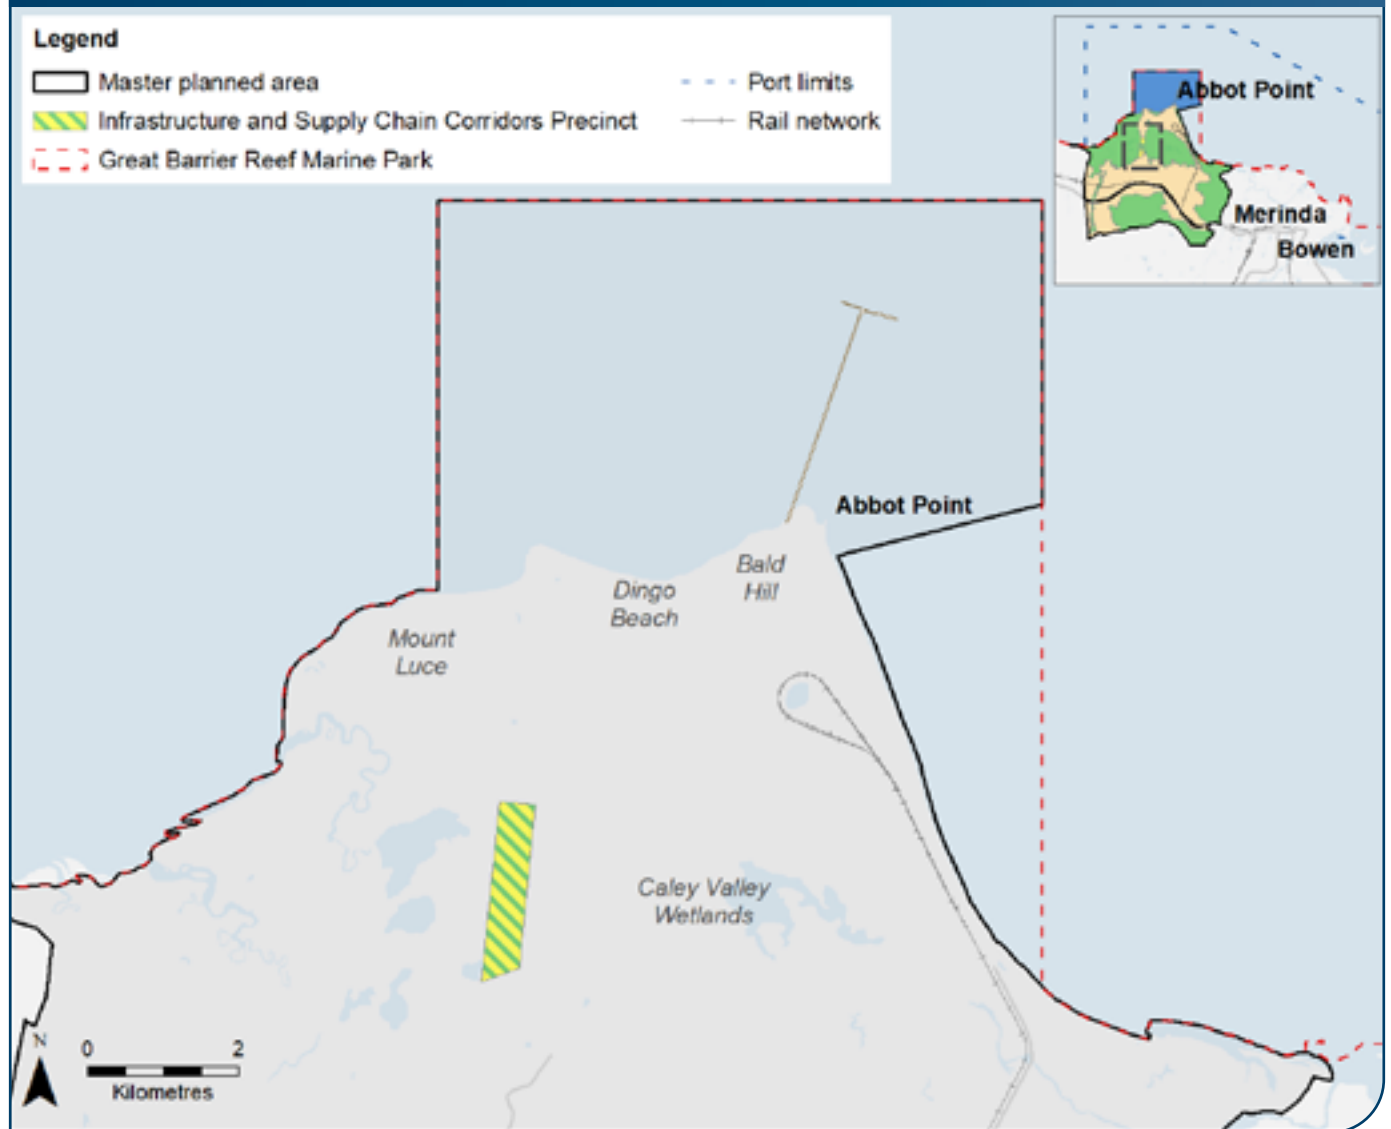 Legend
Master planned area
Infrastructure and Supply Chain Corridors Precinct
Great Barrier Reef Marine Park
Port limits
Rail network
Abbot Point
Merinda
Bowen
Abbot Point
Bald
Hill
Dingo
Beach
Mount
Luce
Caley Valley
Wetlands
N
0 2
Kilometres